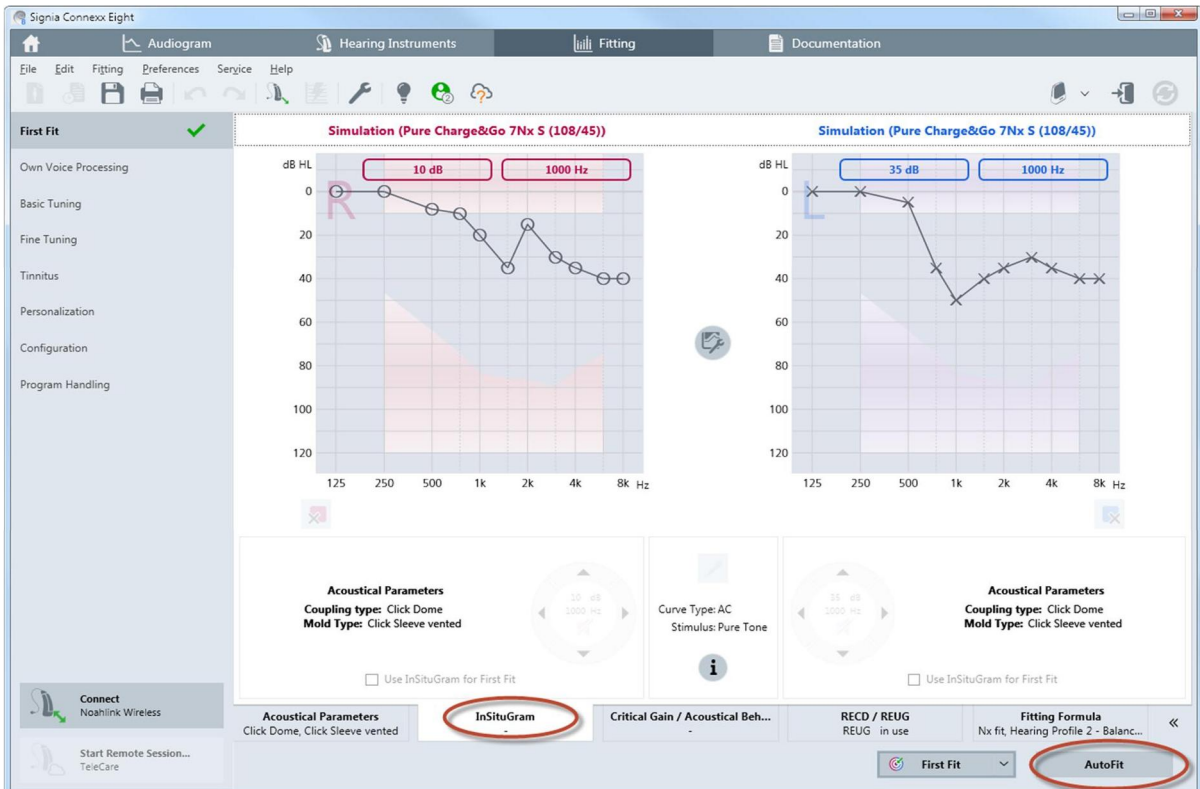 Signia Connexx Eight
Audiogram Hearing Instruments Fitting Documentation
File Edit Fitting Preferences Service Help
First Fit
Own Voice Processing
Basic Tuning
Fine Tuning
Tinnitus
Personalization
Configuration
Program Handling
Connect
Noahlink Wireless
Start Remote Session...
TeleCare
Simulation (Pure Charge&Go 7Nx S (108/45))
dB HL
10 dB 1000 Hz
R
0
20
40
60
80
100
120
125 250 500 1k 2k 4k 8k Hz
Simulation (Pure Charge&Go 7Nx S (108/45))
dB HL
35 dB 1000 Hz
L
0
20
40
60
80
100
120
125 250 500 1k 2k 4k 8k Hz
Acoustical Parameters
Coupling type: Click Dome
Mold Type: Click Sleeve vented
10 dB
1000 Hz
Use InSituGram for First Fit
Curve Type: AC
Stimulus: Pure Tone
i
35 dB
1000 Hz
Acoustical Parameters
Coupling type: Click Dome
Mold Type: Click Sleeve vented
Use InSituGram for First Fit
Acoustical Parameters
Click Dome, Click Sleeve vented
InSituGram
-
Critical Gain / Acoustical Beh...
-
RECD / REUG
REUG in use
Fitting Formula
Nx fit, Hearing Profile 2 - Balanc...
«
First Fit
AutoFit